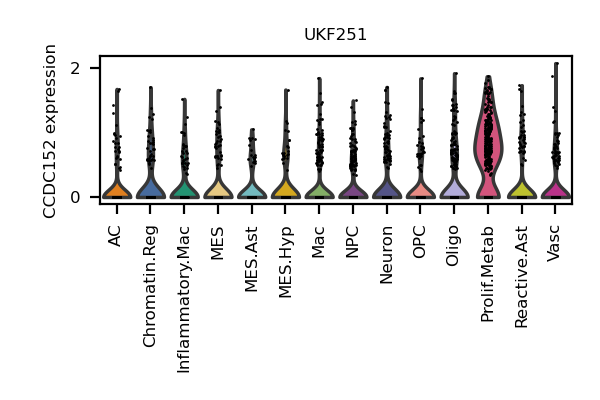 UKF251
CCDC152 expression
2
0
AC
Chromatin.Reg
Inflammatory.Mac
MES
MES.Ast
MES.Hyp
Mac
NPC
Neuron
OPC
Oligo
Prolif.Metab
Reactive.Ast
Vasc